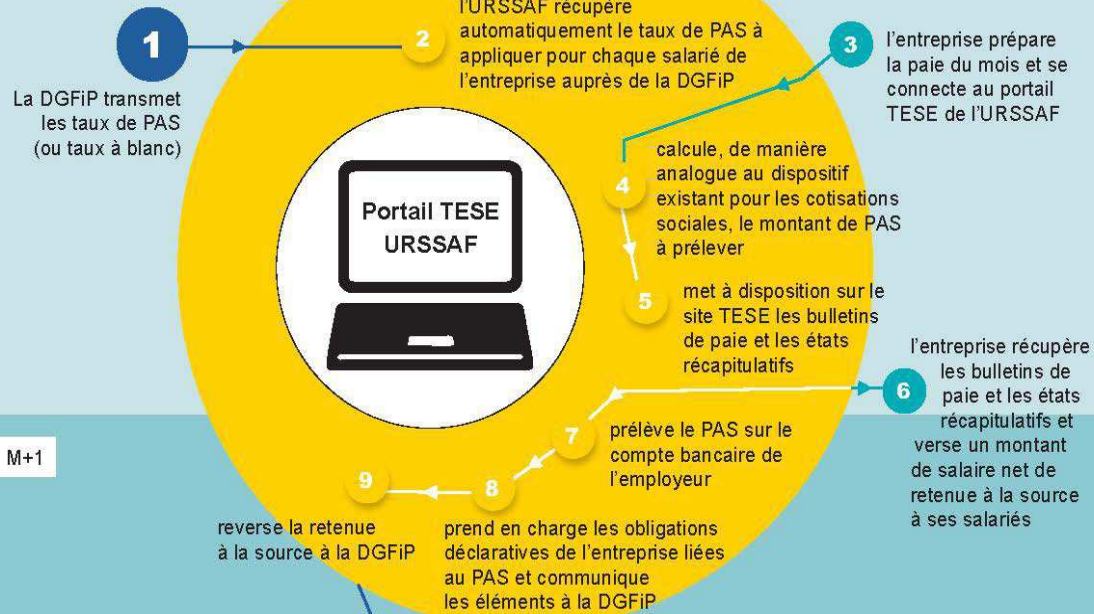 1
La DGFiP transmet
les taux de PAS
(ou taux à blanc)
2
l'URSSAF récupère
automatiquement le taux de PAS à
appliquer pour chaque salarié de
l'entreprise auprès de la DGFiP
3
l'entreprise prépare
la paie du mois et se
connecte au portail
TESE de l'URSSAF
Portail TESE
URSSAF
4
calcule, de manière
analogue au dispositif
existant pour les cotisations
sociales, le montant de PAS
à prélever
5
met à disposition sur le
site TESE les bulletins
de paie et les états
récapitulatifs
6
l'entreprise récupère
les bulletins de
paie et les états
récapitulatifs et
verse un montant
de salaire net de
retenue à la source
à ses salariés
M+1
7
prélève le PAS sur le
compte bancaire de
l'employeur
8
prend en charge les obligations
déclaratives de l'entreprise liées
au PAS et communique
les éléments à la DGFiP
9
reverse la retenue
à la source à la DGFiP